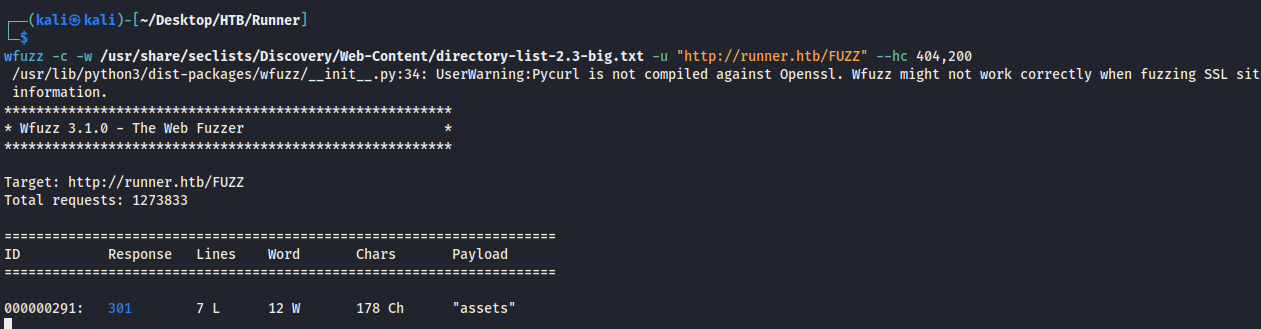 ┌──(kali㉿kali)-[~/Desktop/HTB/Runner]
└─$
wfuzz -c -w /usr/share/seclists/Discovery/Web-Content/directory-list-2.3-big.txt -u "http://runner.htb/FUZZ" --hc 404,200
/usr/lib/python3/dist-packages/wfuzz/__init__.py:34: UserWarning:Pycurl is not compiled against Openssl. Wfuzz might not work correctly when fuzzing SSL sit
information.
********************************************************
* Wfuzz 3.1.0 - The Web Fuzzer                         *
********************************************************
Target: http://runner.htb/FUZZ
Total requests: 1273833
=====================================================================
ID           Response   Lines    Word       Chars       Payload
=====================================================================
000000291:   301        7 L      12 W       178 Ch      "assets"